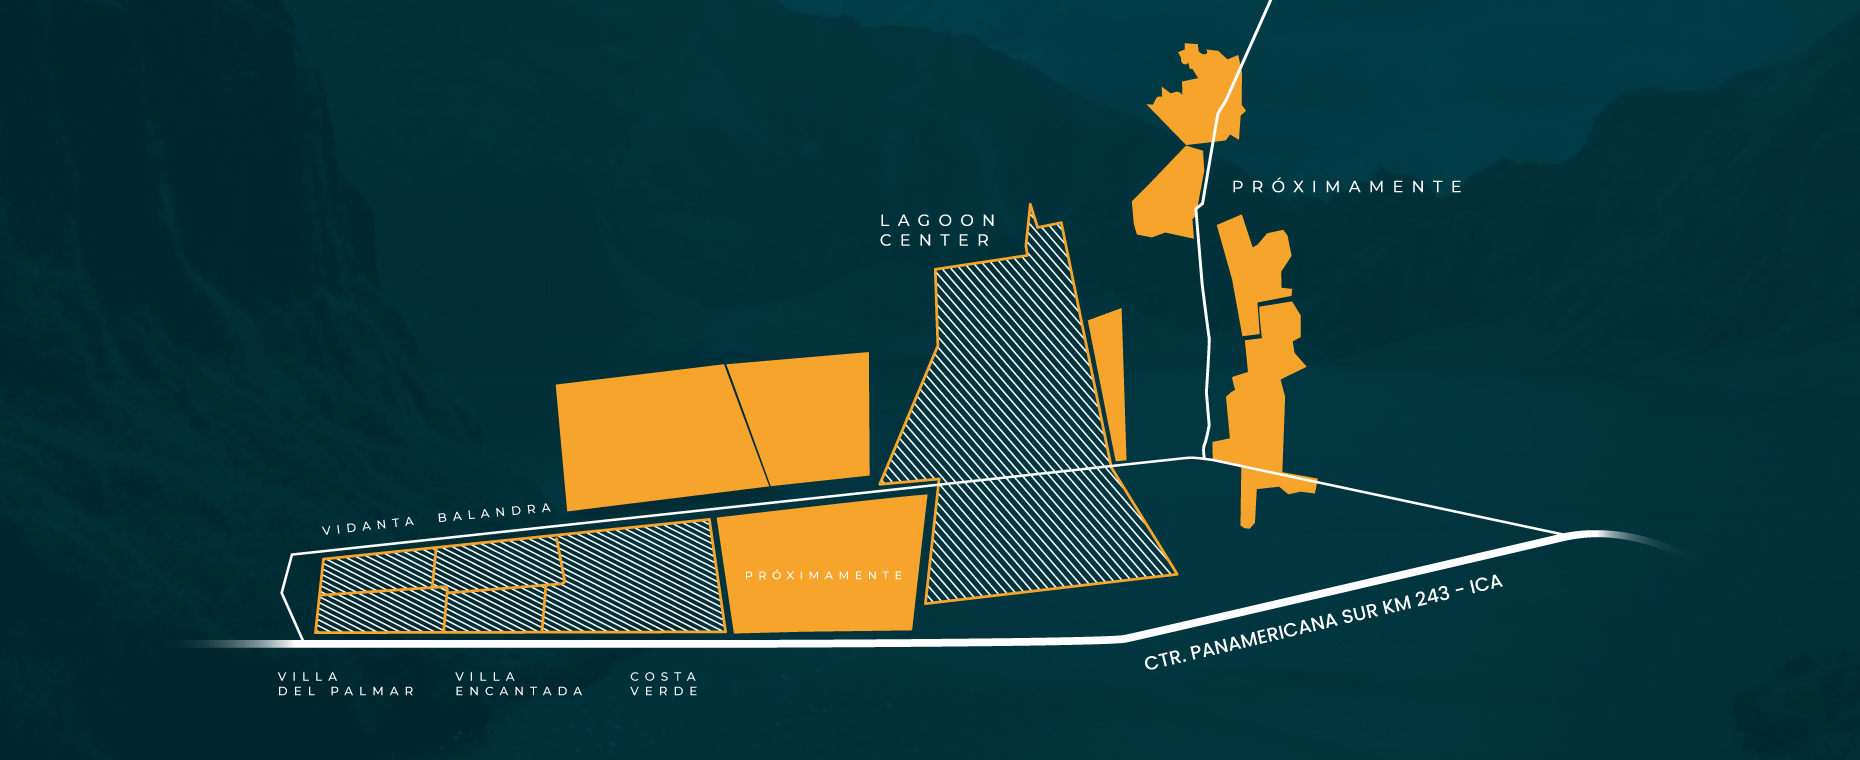 PRÓXIMAMENTE
LAGOON
CENTER
VIDANTA BALANDRA
PRÓXIMAMENTE
CTR. PANAMERICANA SUR KM 243 - ICA
VILLA
DEL PALMAR
VILLA
ENCANTADA
COSTA
VERDE